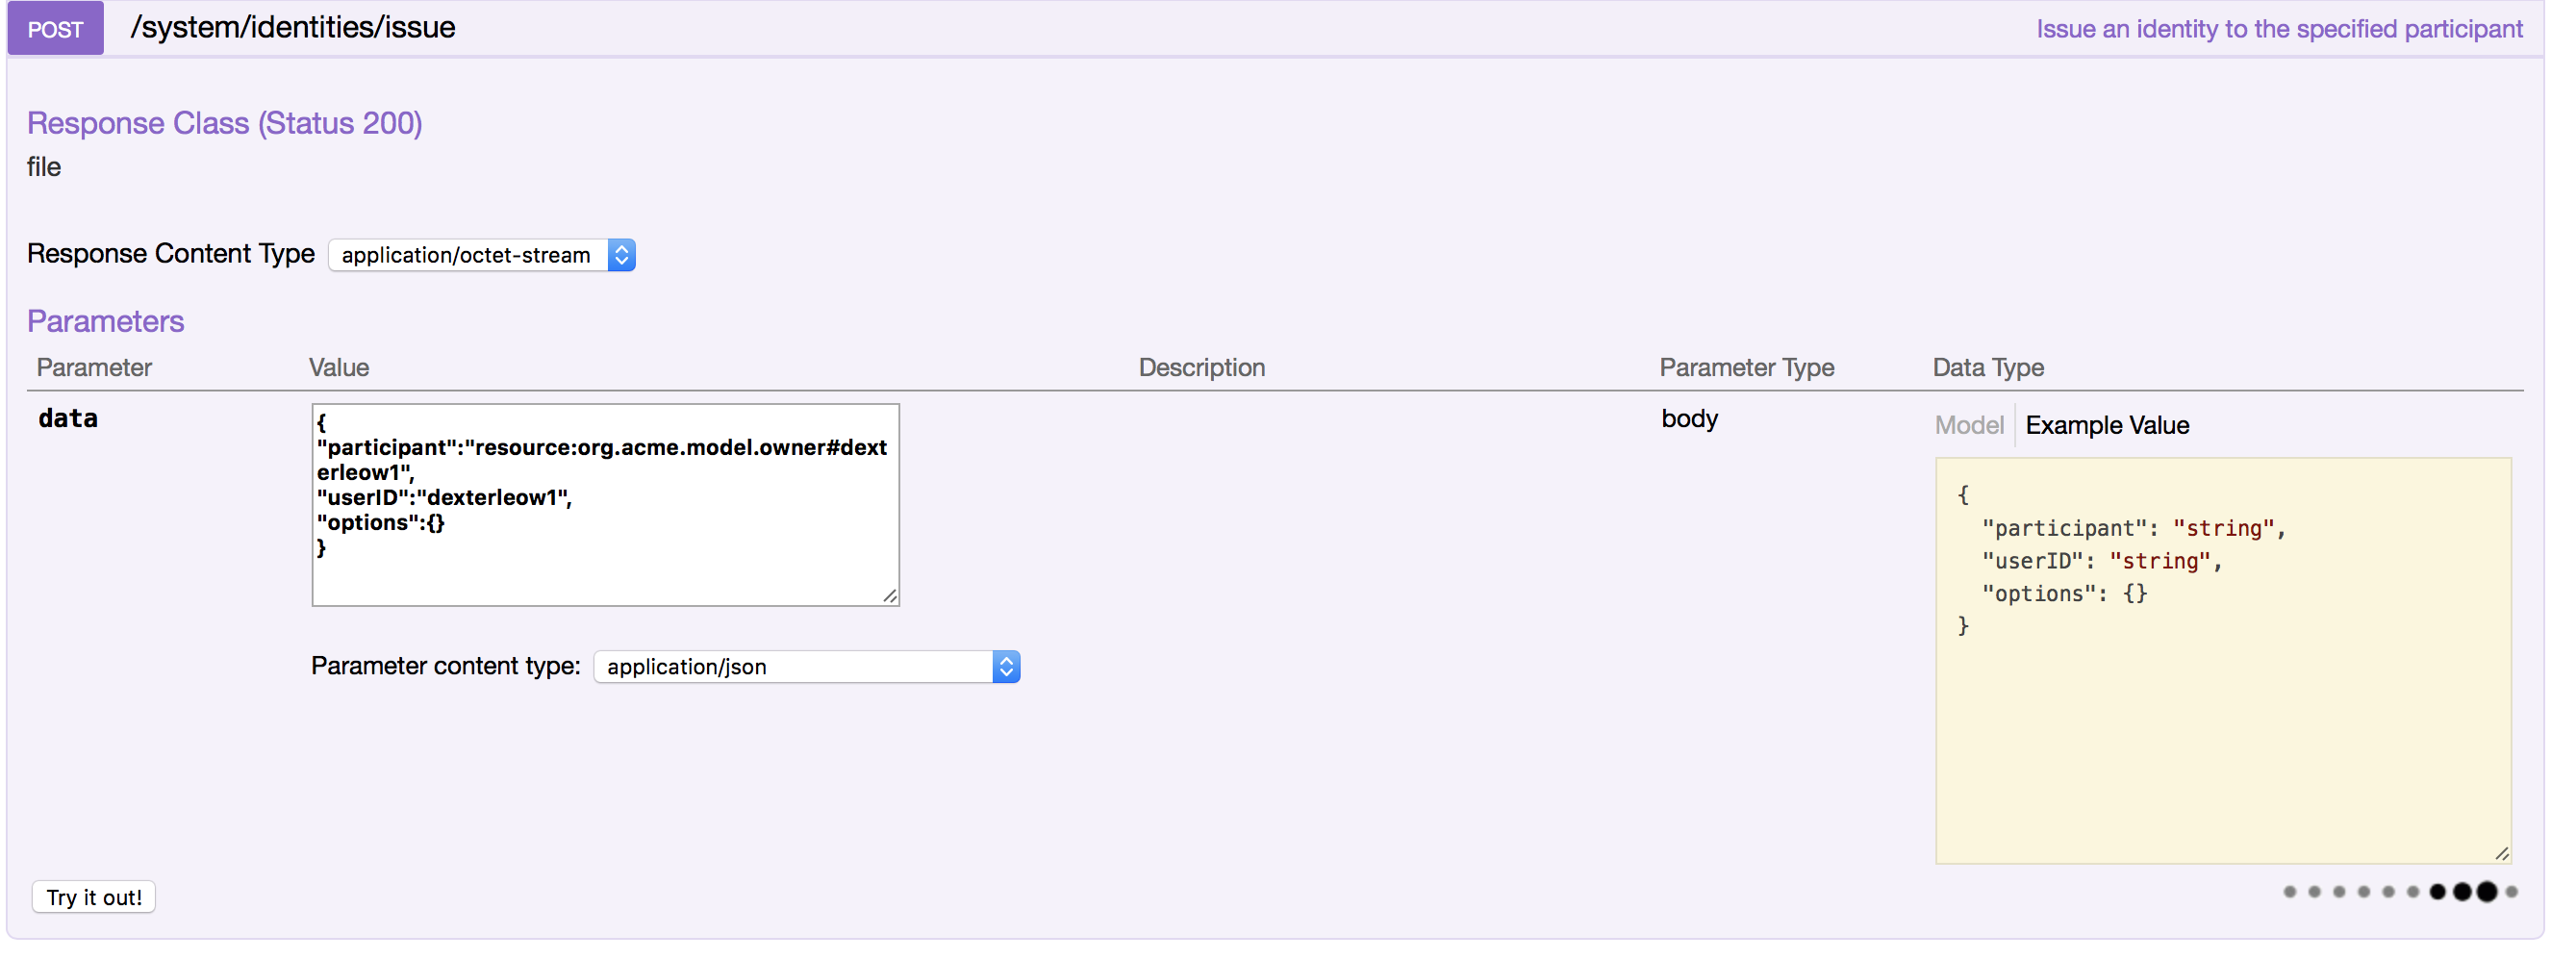 POST /system/identities/issue Issue an identity to the specified participant
Response Class (Status 200)
file
Response Content Type application/octet-stream
Parameters
Parameter Value Description Parameter Type Data Type
data
{
"participant":"resource:org.acme.model.owner#dext
erleow1",
"userID":"dexterleow1",
"options":{}
}
Parameter content type: application/json
body
Model Example Value
{
  "participant": "string",
  "userID": "string",
  "options": {}
}
Try it out!